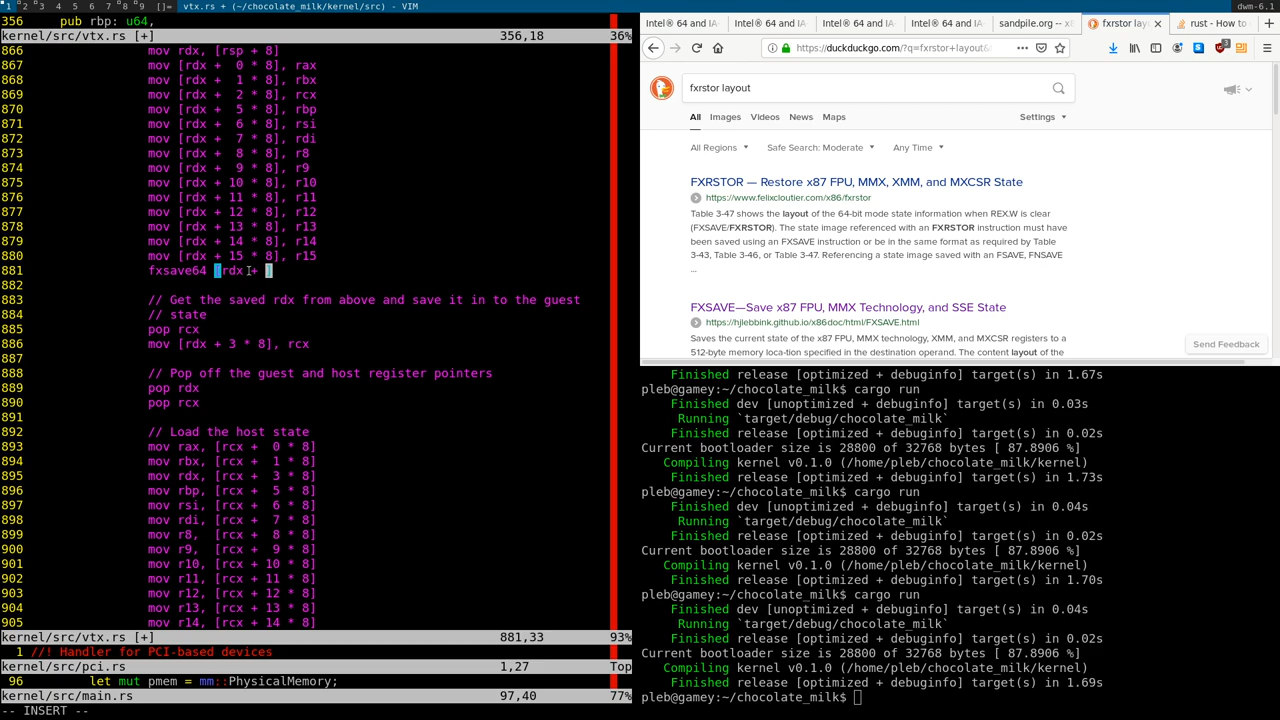 1 2 3 4 5 6 7 8 9 []= vtx.rs + (~/chocolate_milk/kernel/src) - VIM dwm-6.1
356     pub rbp: u64,
kernel/src/vtx.rs [+] 356,18 36%
866 mov rdx, [rsp + 8]
867 mov [rdx +  0 * 8], rax
868 mov [rdx +  1 * 8], rbx
869 mov [rdx +  2 * 8], rcx
870 mov [rdx +  5 * 8], rbp
871 mov [rdx +  6 * 8], rsi
872 mov [rdx +  7 * 8], rdi
873 mov [rdx +  8 * 8], r8
874 mov [rdx +  9 * 8], r9
875 mov [rdx + 10 * 8], r10
876 mov [rdx + 11 * 8], r11
877 mov [rdx + 12 * 8], r12
878 mov [rdx + 13 * 8], r13
879 mov [rdx + 14 * 8], r14
880 mov [rdx + 15 * 8], r15
881 fxsave64 [rdx + ]
882
883 // Get the saved rdx from above and save it in to the guest
884 // state
885 pop rcx
886 mov [rdx + 3 * 8], rcx
887
888 // Pop off the guest and host register pointers
889 pop rdx
890 pop rcx
891
892 // Load the host state
893 mov rax, [rcx +  0 * 8]
894 mov rbx, [rcx +  1 * 8]
895 mov rdx, [rcx +  3 * 8]
896 mov rbp, [rcx +  5 * 8]
897 mov rsi, [rcx +  6 * 8]
898 mov rdi, [rcx +  7 * 8]
899 mov r8,  [rcx +  8 * 8]
900 mov r9,  [rcx +  9 * 8]
901 mov r10, [rcx + 10 * 8]
902 mov r11, [rcx + 11 * 8]
903 mov r12, [rcx + 12 * 8]
904 mov r13, [rcx + 13 * 8]
905 mov r14, [rcx + 14 * 8]
kernel/src/vtx.rs [+] 881,33 93%
1 //! Handler for PCI-based devices
kernel/src/pci.rs 1,27 Top
96         let mut pmem = mm::PhysicalMemory;
kernel/src/main.rs 97,40 77%
-- INSERT --
Intel® 64 and IA- Intel® 64 and IA- Intel® 64 and IA- Intel® 64 and IA- sandpile.org -- x8 fxrstor layou rust - How to
https://duckduckgo.com/?q=fxrstor+layout& 3
fxrstor layout
All Images Videos News Maps Settings
All Regions Safe Search: Moderate Any Time
FXRSTOR — Restore x87 FPU, MMX, XMM, and MXCSR State
https://www.felixcloutier.com/x86/fxrstor
Table 3-47 shows the layout of the 64-bit mode state information when REX.W is clear
(FXSAVE/FXRSTOR). The state image referenced with an FXRSTOR instruction must have
been saved using an FXSAVE instruction or be in the same format as required by Table
3-43, Table 3-46, or Table 3-47. Referencing a state image saved with an FSAVE, FNSAVE
...
FXSAVE—Save x87 FPU, MMX Technology, and SSE State
https://hjlebbink.github.io/x86doc/html/FXSAVE.html
Saves the current state of the x87 FPU, MMX technology, XMM, and MXCSR registers to a
512-byte memory loca-tion specified in the destination operand. The content layout of the
Send Feedback
Finished release [optimized + debuginfo] target(s) in 1.67s
pleb@gamey:~/chocolate_milk$ cargo run
Finished dev [unoptimized + debuginfo] target(s) in 0.03s
Running `target/debug/chocolate_milk`
Finished release [optimized + debuginfo] target(s) in 0.02s
Current bootloader size is 28800 of 32768 bytes [ 87.8906 %]
Compiling kernel v0.1.0 (/home/pleb/chocolate_milk/kernel)
Finished release [optimized + debuginfo] target(s) in 1.73s
pleb@gamey:~/chocolate_milk$ cargo run
Finished dev [unoptimized + debuginfo] target(s) in 0.04s
Running `target/debug/chocolate_milk`
Finished release [optimized + debuginfo] target(s) in 0.02s
Current bootloader size is 28800 of 32768 bytes [ 87.8906 %]
Compiling kernel v0.1.0 (/home/pleb/chocolate_milk/kernel)
Finished release [optimized + debuginfo] target(s) in 1.70s
pleb@gamey:~/chocolate_milk$ cargo run
Finished dev [unoptimized + debuginfo] target(s) in 0.04s
Running `target/debug/chocolate_milk`
Finished release [optimized + debuginfo] target(s) in 0.02s
Current bootloader size is 28800 of 32768 bytes [ 87.8906 %]
Compiling kernel v0.1.0 (/home/pleb/chocolate_milk/kernel)
Finished release [optimized + debuginfo] target(s) in 1.69s
pleb@gamey:~/chocolate_milk$